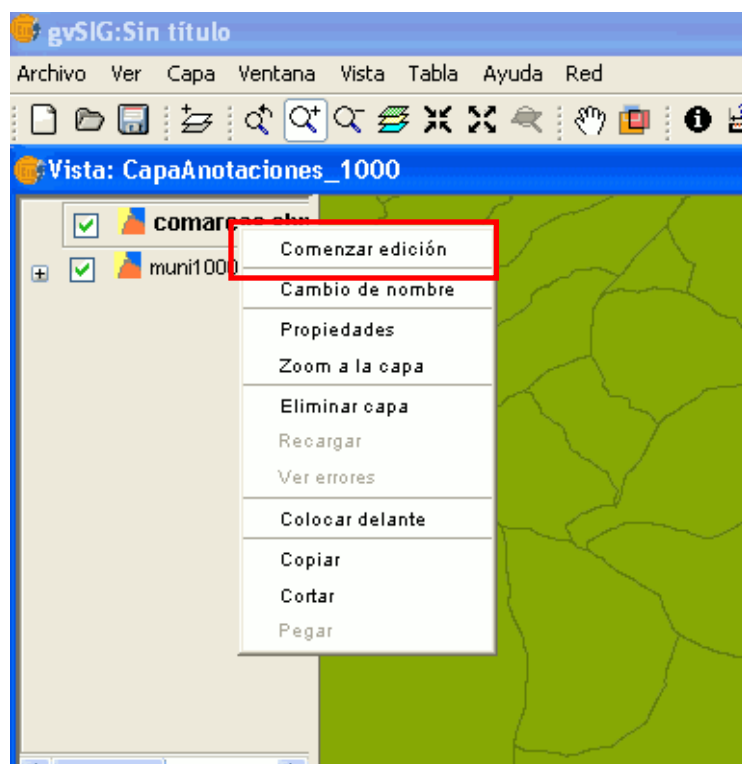 gvSIG:Sin título
Archivo Ver Capa Ventana Vista Tabla Ayuda Red
Vista: CapaAnotaciones_1000
muni1000
Comenzar edición
Cambio de nombre
Propiedades
Zoom a la capa
Eliminar capa
Recargar
Ver errores
Colocar delante
Copiar
Cortar
Pegar